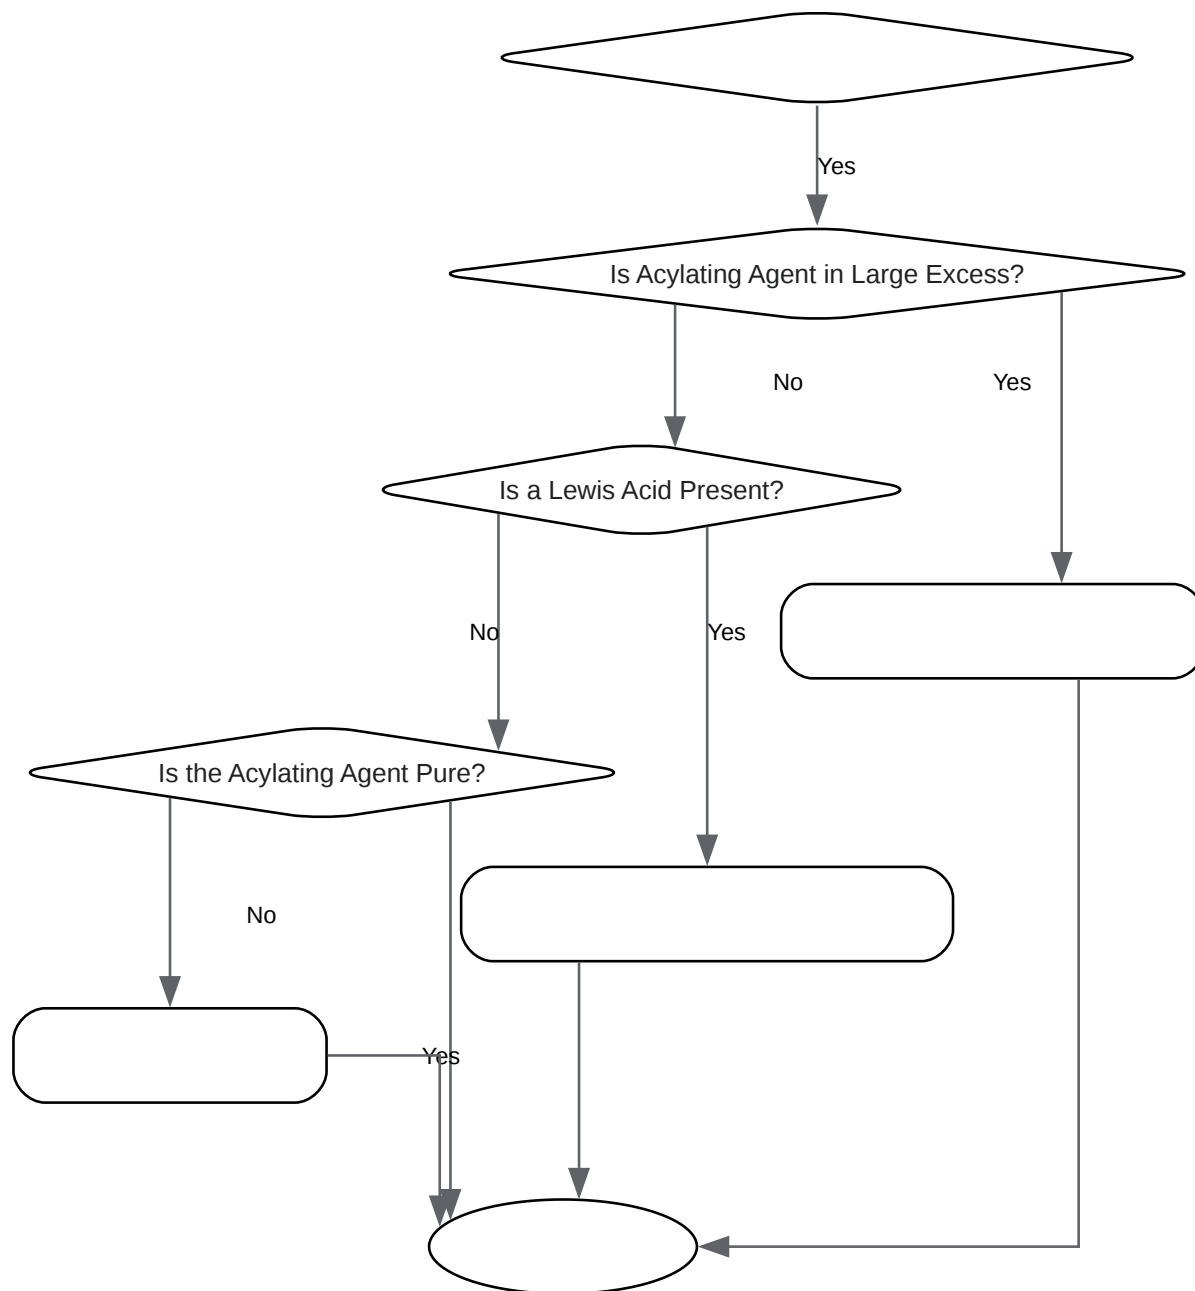 Yes
Is Acylating Agent in Large Excess?
No
Yes
Is a Lewis Acid Present?
No
Yes
Is the Acylating Agent Pure?
No
Yes